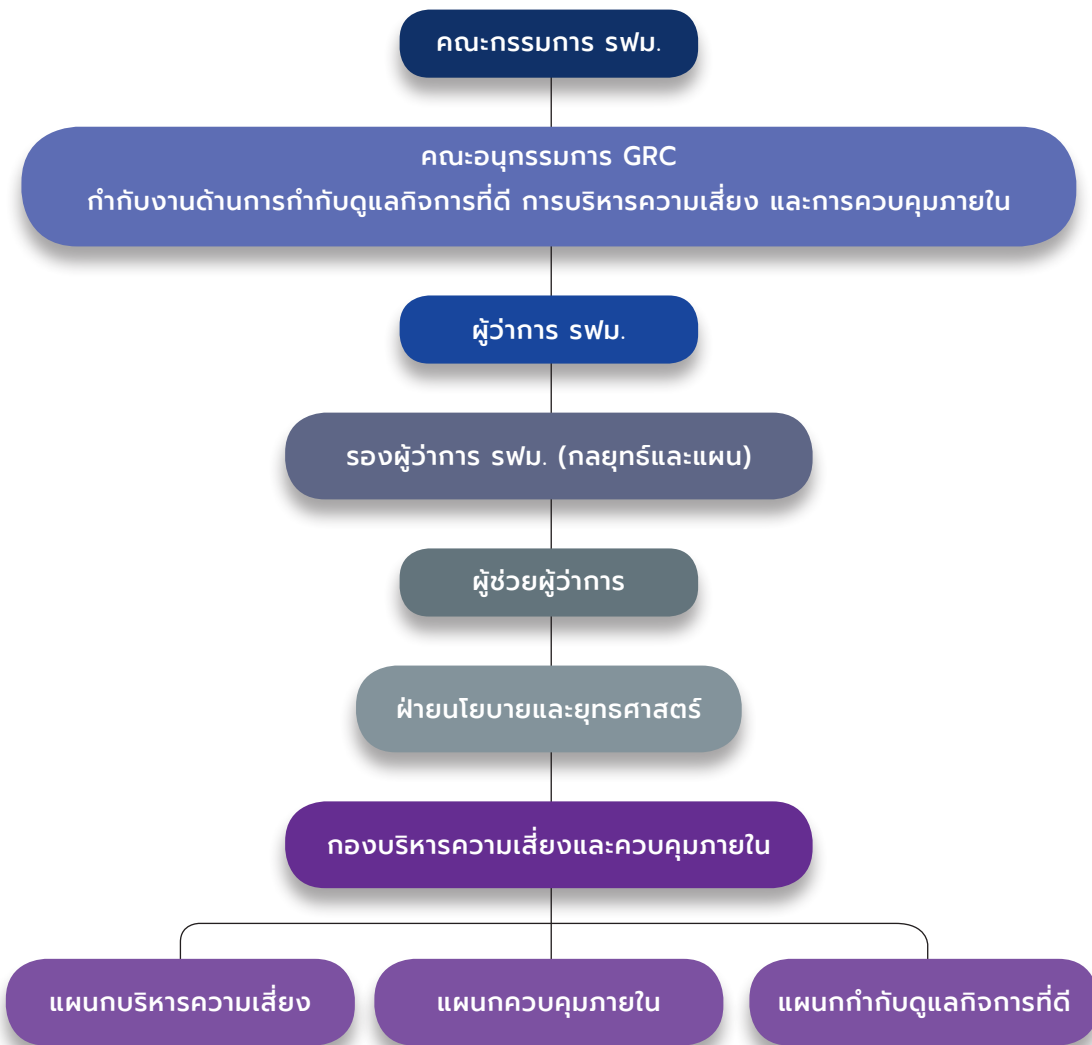 คณะกรรมการ รฟม.
คณะอนุกรรมการ GRC
กำกับงานด้านการกำกับดูแลกิจการที่ดี การบริหารความเสี่ยง และการควบคุมภายใน
ผู้ว่าการ รฟม.
รองผู้ว่าการ รฟม. (กลยุทธ์และแผน)
ผู้ช่วยผู้ว่าการ
ฝ่ายนโยบายและยุทธศาสตร์
กองบริหารความเสี่ยงและควบคุมภายใน
แผนกบริหารความเสี่ยง
แผนกควบคุมภายใน
แผนกกำกับดูแลกิจการที่ดี